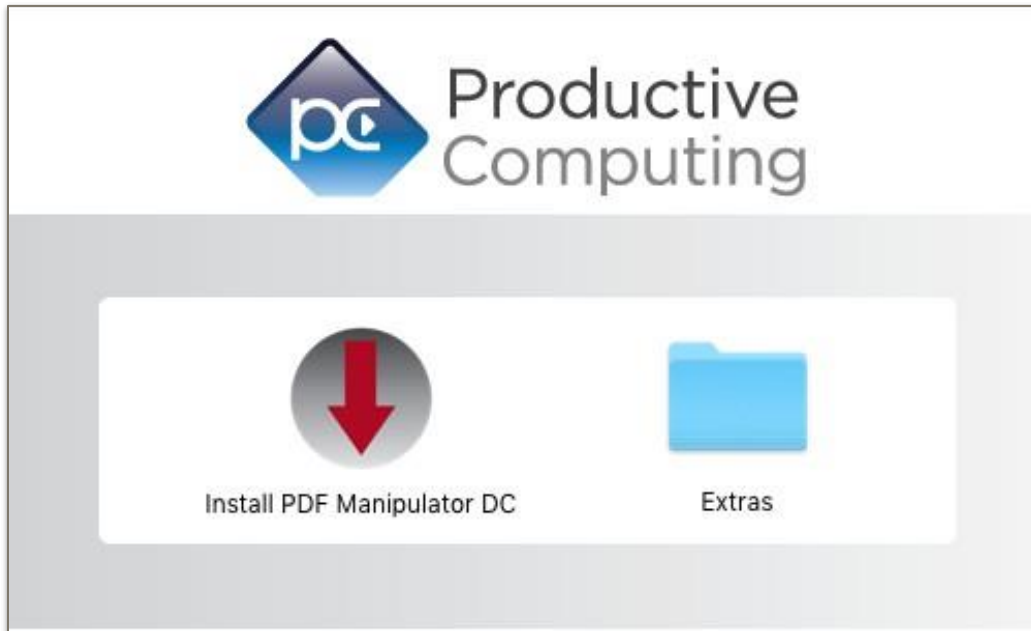 pc
Productive
Computing
Install PDF Manipulator DC
Extras